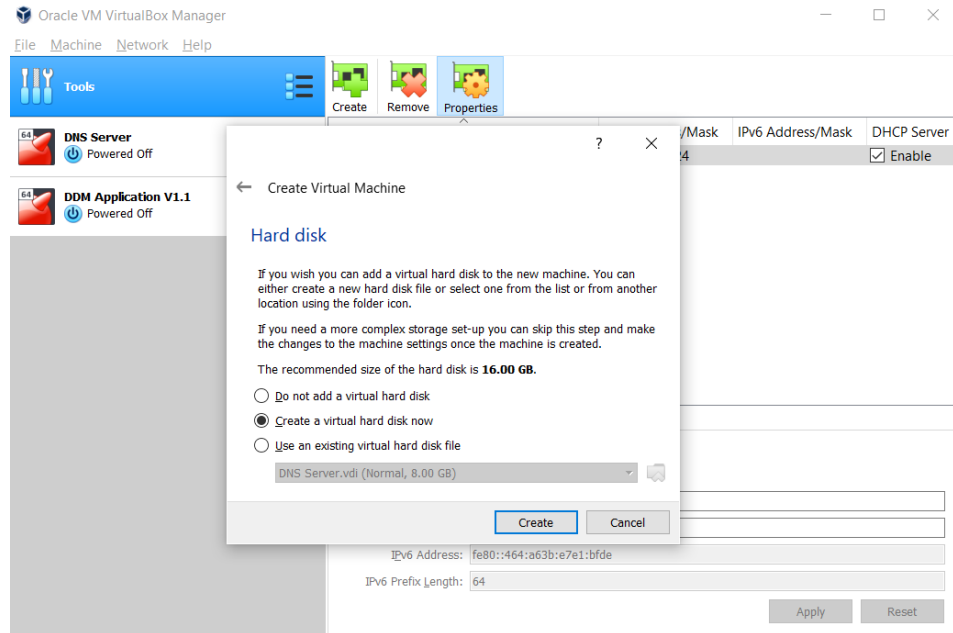 Oracle VM VirtualBox Manager
File Machine Network Help
Tools
Create Remove Properties
/Mask IPv6 Address/Mask DHCP Server
24 Enable
64 DNS Server
Powered Off
64 DDM Application V1.1
Powered Off
?
Create Virtual Machine
Hard disk
If you wish you can add a virtual hard disk to the new machine. You can
either create a new hard disk file or select one from the list or from another
location using the folder icon.
If you need a more complex storage set-up you can skip this step and make
the changes to the machine settings once the machine is created.
The recommended size of the hard disk is 16.00 GB.
Do not add a virtual hard disk
Create a virtual hard disk now
Use an existing virtual hard disk file
DNS Server.vdi (Normal, 8.00 GB)
Create Cancel
IPv6 Address: fe80::464:a63b:e7e1:bfde
IPv6 Prefix Length: 64
Apply Reset